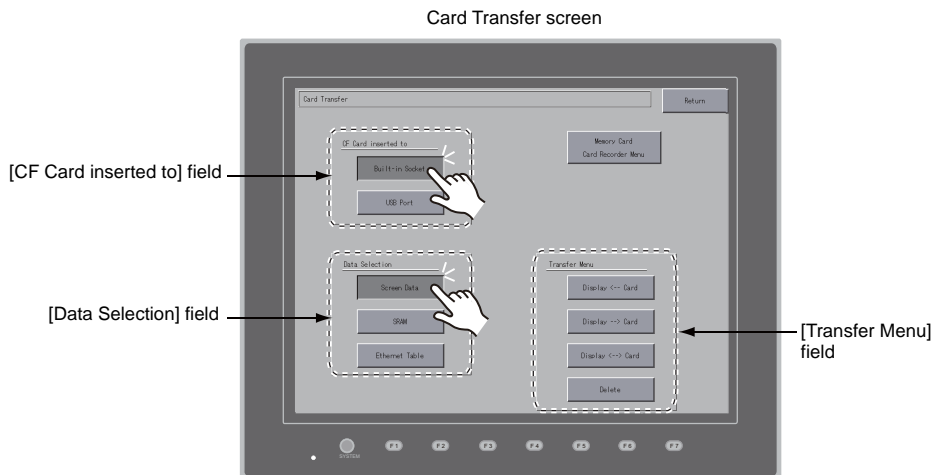 Card Transfer screen
Card Transfer
Return
CF Card inserted to
Built-in Socket
USB Port
Memory Card
Card Recorder Menu
[CF Card inserted to] field
Data Selection
Screen Data
SRAM
Ethernet Table
[Data Selection] field
Transfer Menu
Display <-- Card
Display --> Card
Display <--> Card
Delete
[Transfer Menu]
field
SYSTEM
F1 F2 F3 F4 F5 F6 F7